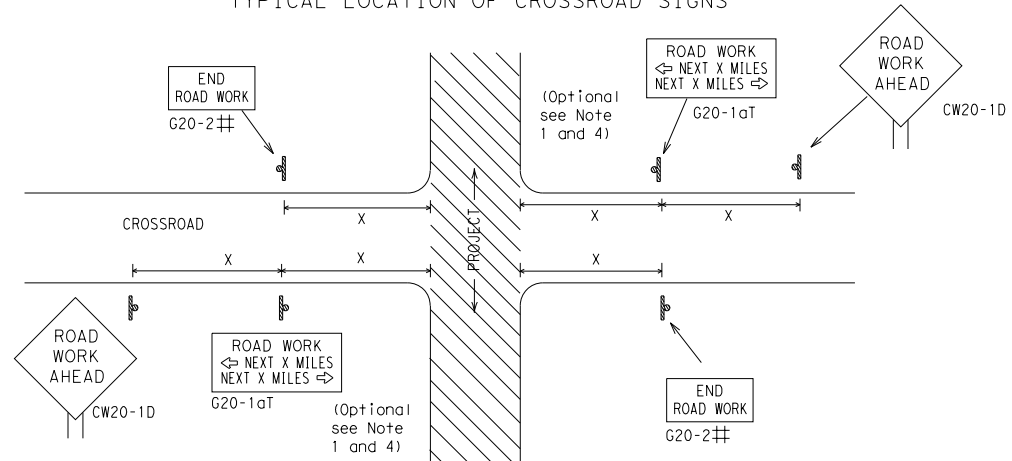 TYPICAL LOCATION OF CROSSROAD SIGNS
END
ROAD WORK
G20-2#
(Optional
see Note
1 and 4)
ROAD WORK
⇦ NEXT X MILES
NEXT X MILES ⇨
G20-1aT
ROAD
WORK
AHEAD
CW20-1D
X
X
X
CROSSROAD
PROJECT
X
X
X
ROAD
WORK
AHEAD
CW20-1D
ROAD WORK
⇦ NEXT X MILES
NEXT X MILES ⇨
G20-1aT
(Optional
see Note
1 and 4)
END
ROAD WORK
G20-2#